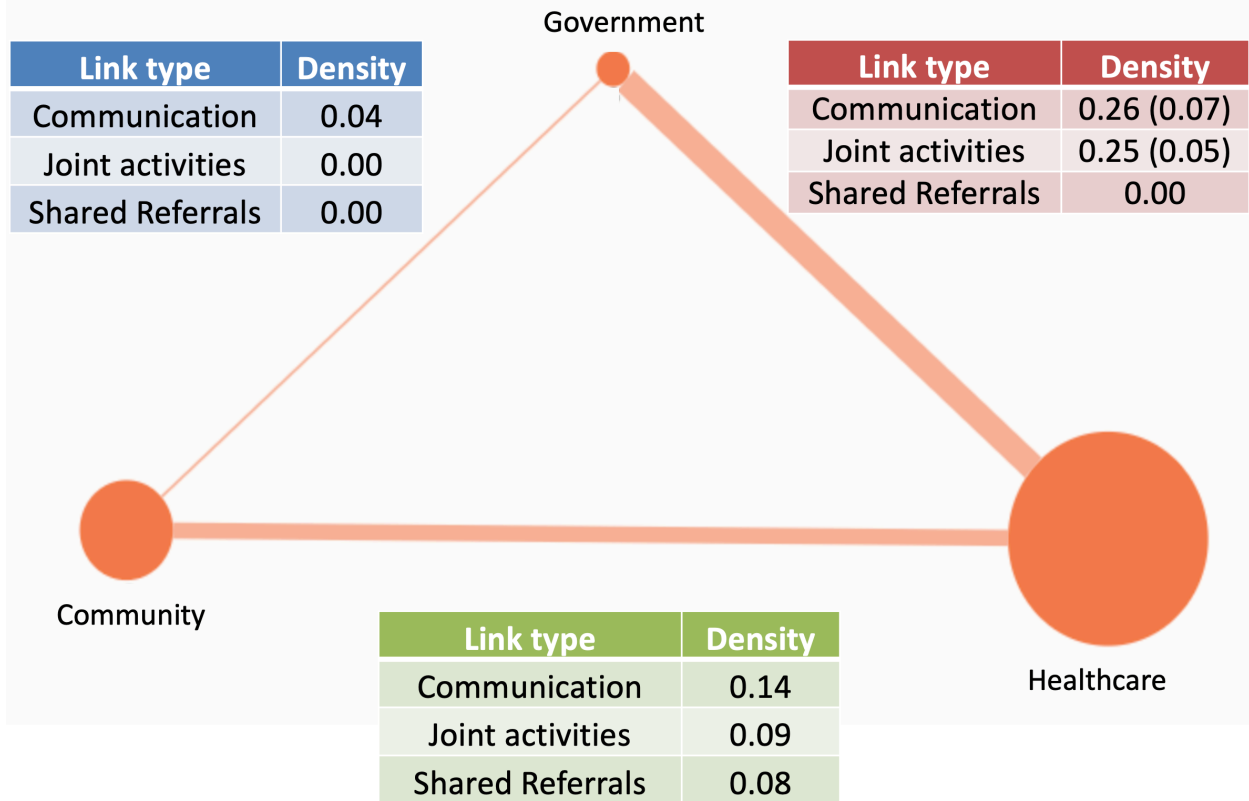 Government
Link type Density
Communication 0.04
Joint activities 0.00
Shared Referrals 0.00
Link type Density
Communication 0.26 (0.07)
Joint activities 0.25 (0.05)
Shared Referrals 0.00
Community
Healthcare
Link type Density
Communication 0.14
Joint activities 0.09
Shared Referrals 0.08